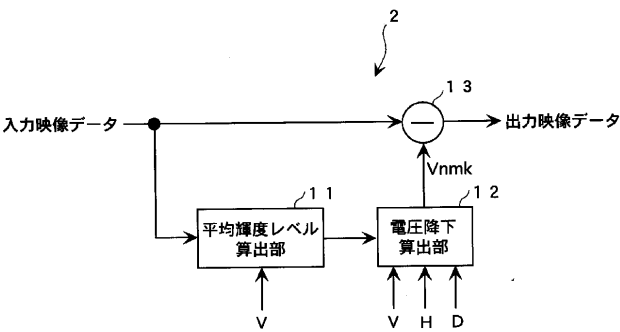 2
13
入力映像データ
出力映像データ
Vnmk
11
12
平均輝度レベル
算出部
電圧降下
算出部
V
V
H
D